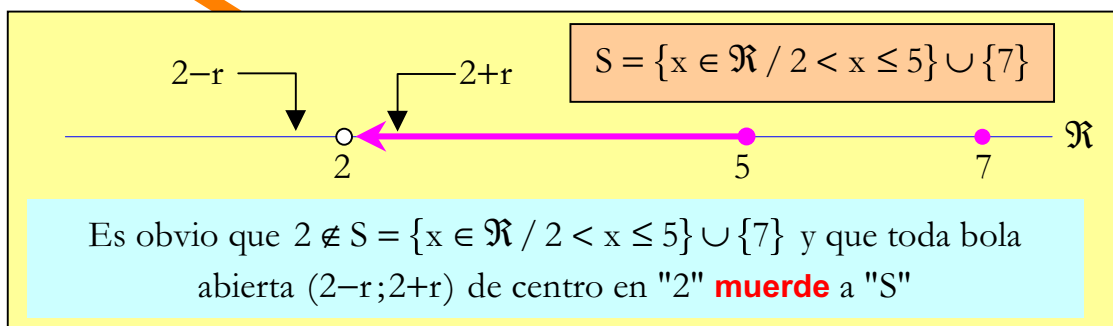 S = {x ∈ ℜ / 2 < x ≤ 5} ∪ {7}
2−r
2+r
ℜ
2
5
7
Es obvio que 2 ∉ S = {x ∈ ℜ / 2 < x ≤ 5} ∪ {7} y que toda bola
abierta (2−r;2+r) de centro en "2" muerde a "S"